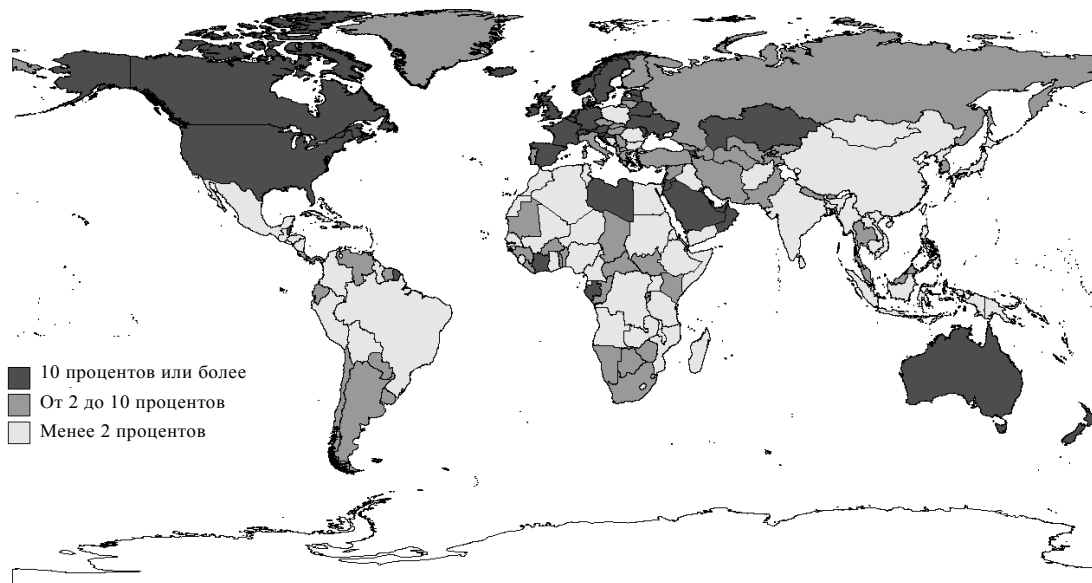 10 процентов или более
От 2 до 10 процентов
Менее 2 процентов